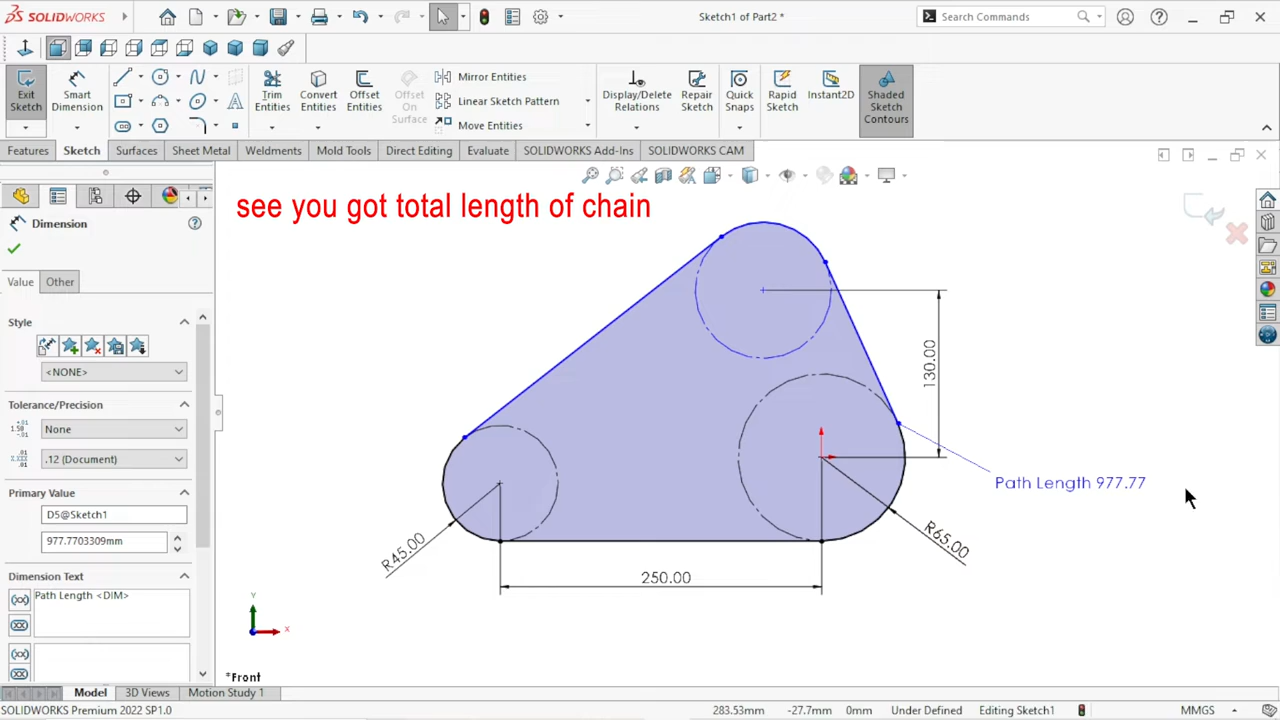 SOLIDWORKS
Sketch1 of Part2 *
Search Commands
Exit Sketch
Smart Dimension
Trim Entities
Convert Entities
Offset Entities
Offset On Surface
Mirror Entities
Linear Sketch Pattern
Move Entities
Display/Delete Relations
Repair Sketch
Quick Snaps
Rapid Sketch
Instant2D
Shaded Sketch Contours
Features
Sketch
Surfaces
Sheet Metal
Weldments
Mold Tools
Direct Editing
Evaluate
SOLIDWORKS Add-Ins
SOLIDWORKS CAM
see you got total length of chain
Dimension
Value
Other
Style
<NONE>
Tolerance/Precision
None
.12 (Document)
Primary Value
D5@Sketch1
977.7703309mm
Dimension Text
Path Length <DIM>
130.00
Path Length 977.77
R45.00
R65.00
250.00
Y
X
*Front
Model
3D Views
Motion Study 1
SOLIDWORKS Premium 2022 SP1.0
283.53mm
-27.7mm
0mm
Under Defined
Editing Sketch1
MMGS